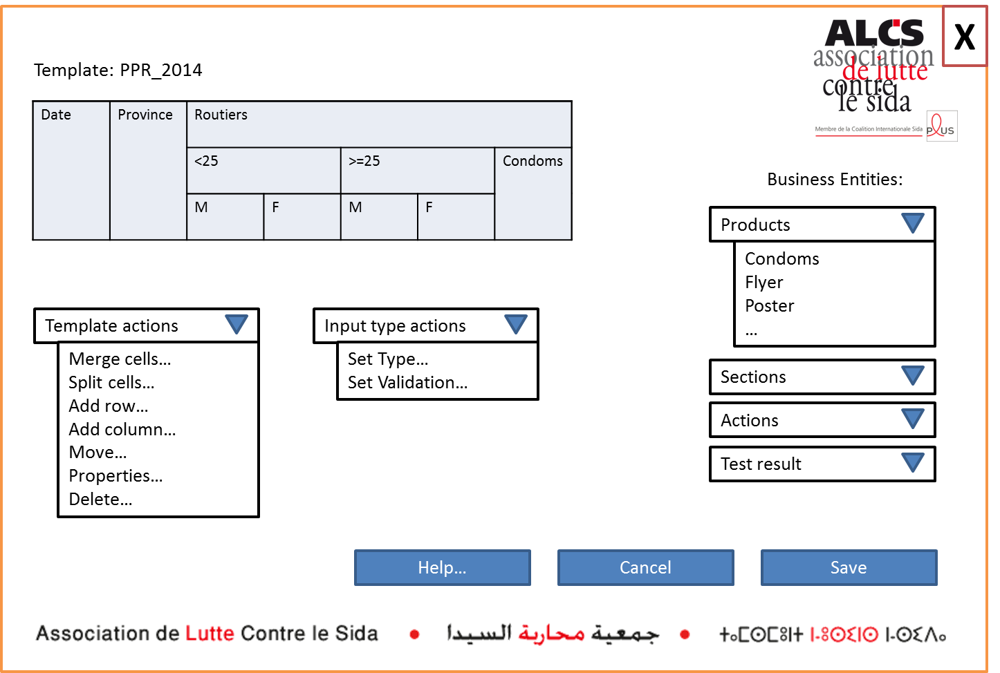 ALCS
association
de lutte
contre
le sida
Membre de la Coalition Internationale Sida PLUS
X
Template: PPR_2014
Date Province Routiers
<25 >=25 Condoms
M F M F
Business Entities:
Products
Condoms
Flyer
Poster
...
Sections
Actions
Test result
Template actions
Merge cells...
Split cells...
Add row...
Add column...
Move...
Properties...
Delete...
Input type actions
Set Type...
Set Validation...
Help...
Cancel
Save
Association de Lutte Contre le Sida • جمعية محاربة السيدا • ⵜⴰⵎⵙⵎⵓⵏⵜ ⵏ ⵓⵙⵉⵏⵙ ⵏ ⵙⵉⴷⴰ